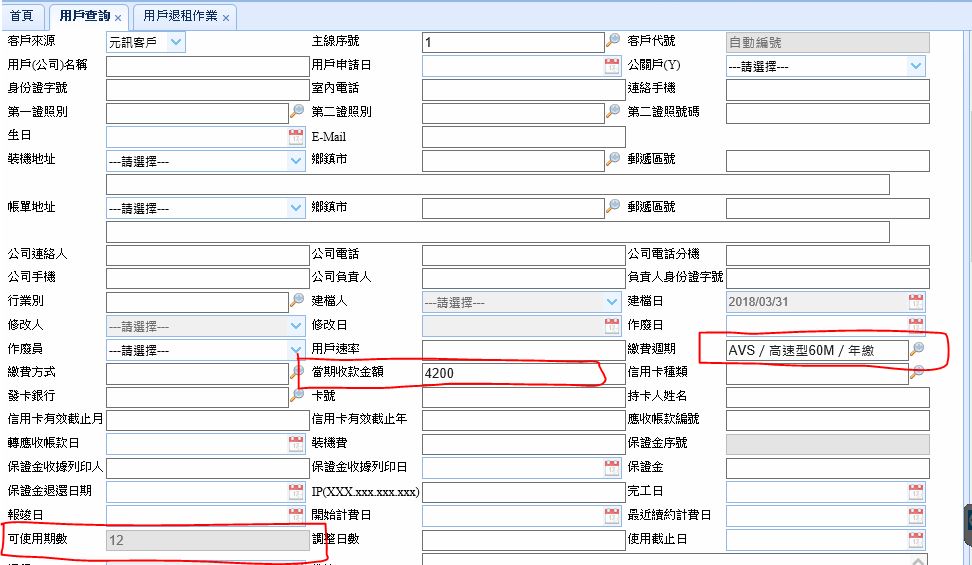 首頁 用戶查詢 × 用戶退租作業 ×
客戶來源 元訊客戶 主線序號 1 客戶代號 自動編號
用戶(公司)名稱 用戶申請日 公關戶(Y) ---請選擇---
身份證字號 室內電話 連絡手機
第一證照別 第二證照別 第二證照號碼
生日 E-Mail
裝機地址 ---請選擇--- 鄉鎮市 郵遞區號
帳單地址 ---請選擇--- 鄉鎮市 郵遞區號
公司連絡人 公司電話 公司電話分機
公司手機 公司負責人 負責人身份證字號
行業別 建檔人 ---請選擇--- 建檔日 2018/03/31
修改人 ---請選擇--- 修改日 作廢日
作廢員 ---請選擇--- 用戶速率 繳費週期 AVS / 高速型60M / 年繳
繳費方式 當期收款金額 4200 信用卡種類
發卡銀行 卡號 持卡人姓名
信用卡有效截止月 信用卡有效截止年 應收帳款編號
轉應收帳款日 裝機費 保證金序號
保證金收據列印人 保證金收據列印日 保證金
保證金退還日期 IP(XXX.xxx.xxx.xxx) 完工日
報竣日 開始計費日 最近續約計費日
可使用期數 12 調整日數 使用截止日